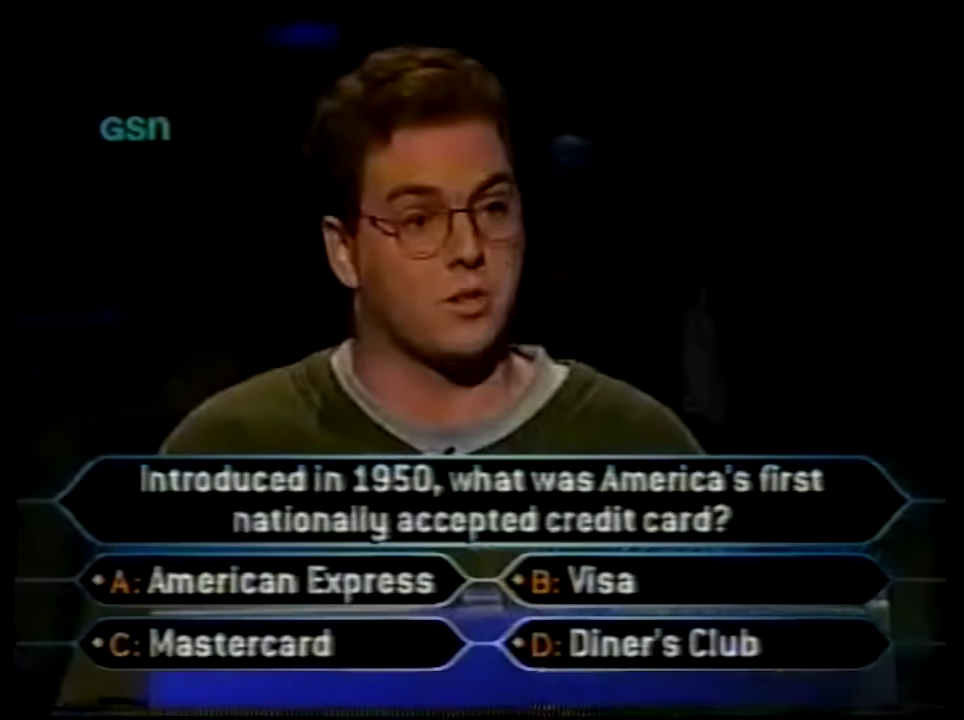 GSN
Introduced in 1950, what was America's first
nationally accepted credit card?
A: American Express
B: Visa
C: Mastercard
D: Diner's Club